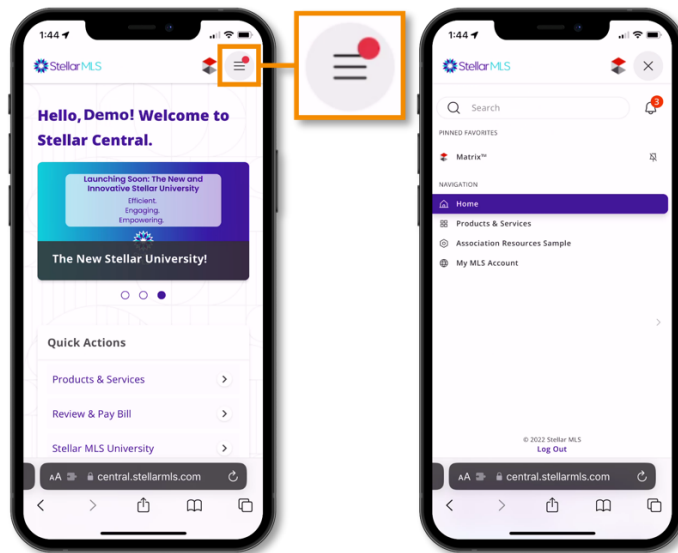 1:44
StellarMLS
Hello, Demo! Welcome to
Stellar Central.
Launching Soon: The New and
Innovative Stellar University
Efficient.
Engaging.
Empowering.
The New Stellar University!
Quick Actions
Products & Services
Review & Pay Bill
Stellar MLS University
AA central.stellarmls.com
1:44
StellarMLS
Search
3
PINNED FAVORITES
Matrix™
NAVIGATION
Home
Products & Services
Association Resources Sample
My MLS Account
© 2022 Stellar MLS
Log Out
AA central.stellarmls.com